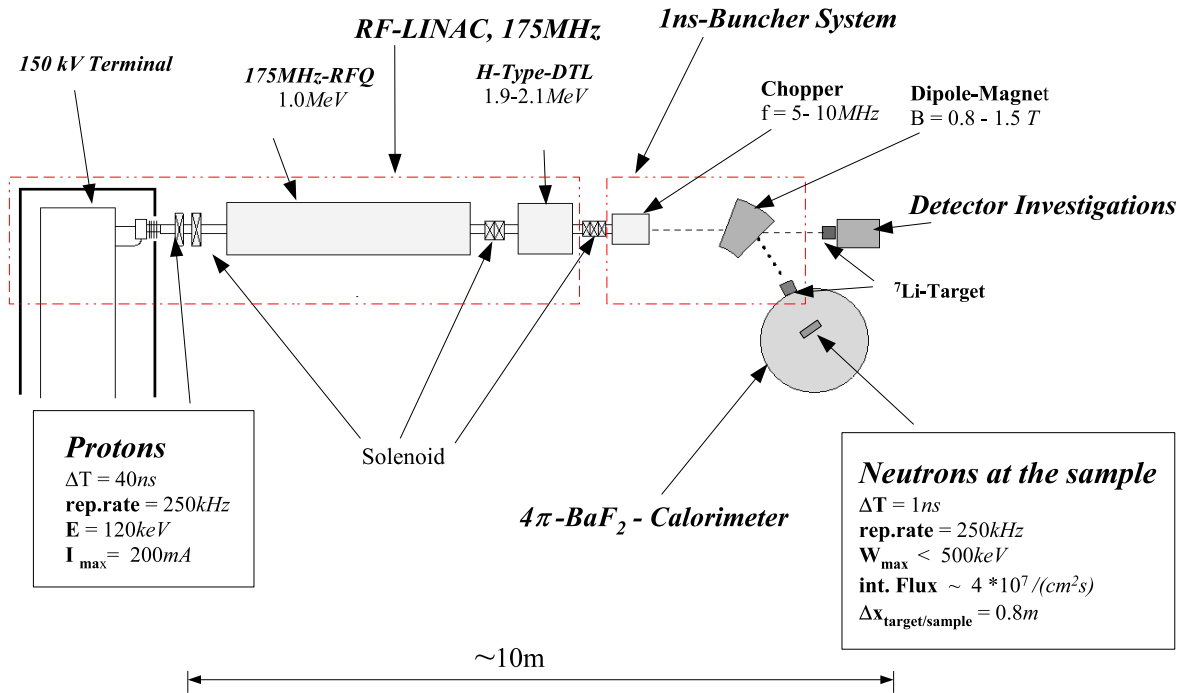 RF-LINAC, 175MHz
1ns-Buncher System
150 kV Terminal
175MHz-RFQ
1.0MeV
H-Type-DTL
1.9-2.1MeV
Chopper
f = 5- 10MHz
Dipole-Magnet
B = 0.8 - 1.5 T
Detector Investigations
⁷Li-Target
Solenoid
4π-BaF₂ - Calorimeter
Protons
ΔT = 40ns
rep.rate = 250kHz
E = 120keV
I max = 200mA
Neutrons at the sample
ΔT = 1ns
rep.rate = 250kHz
Wmax < 500keV
int. Flux ~ 4 *10⁷ /(cm²s)
Δxtarget/sample = 0.8m
~10m